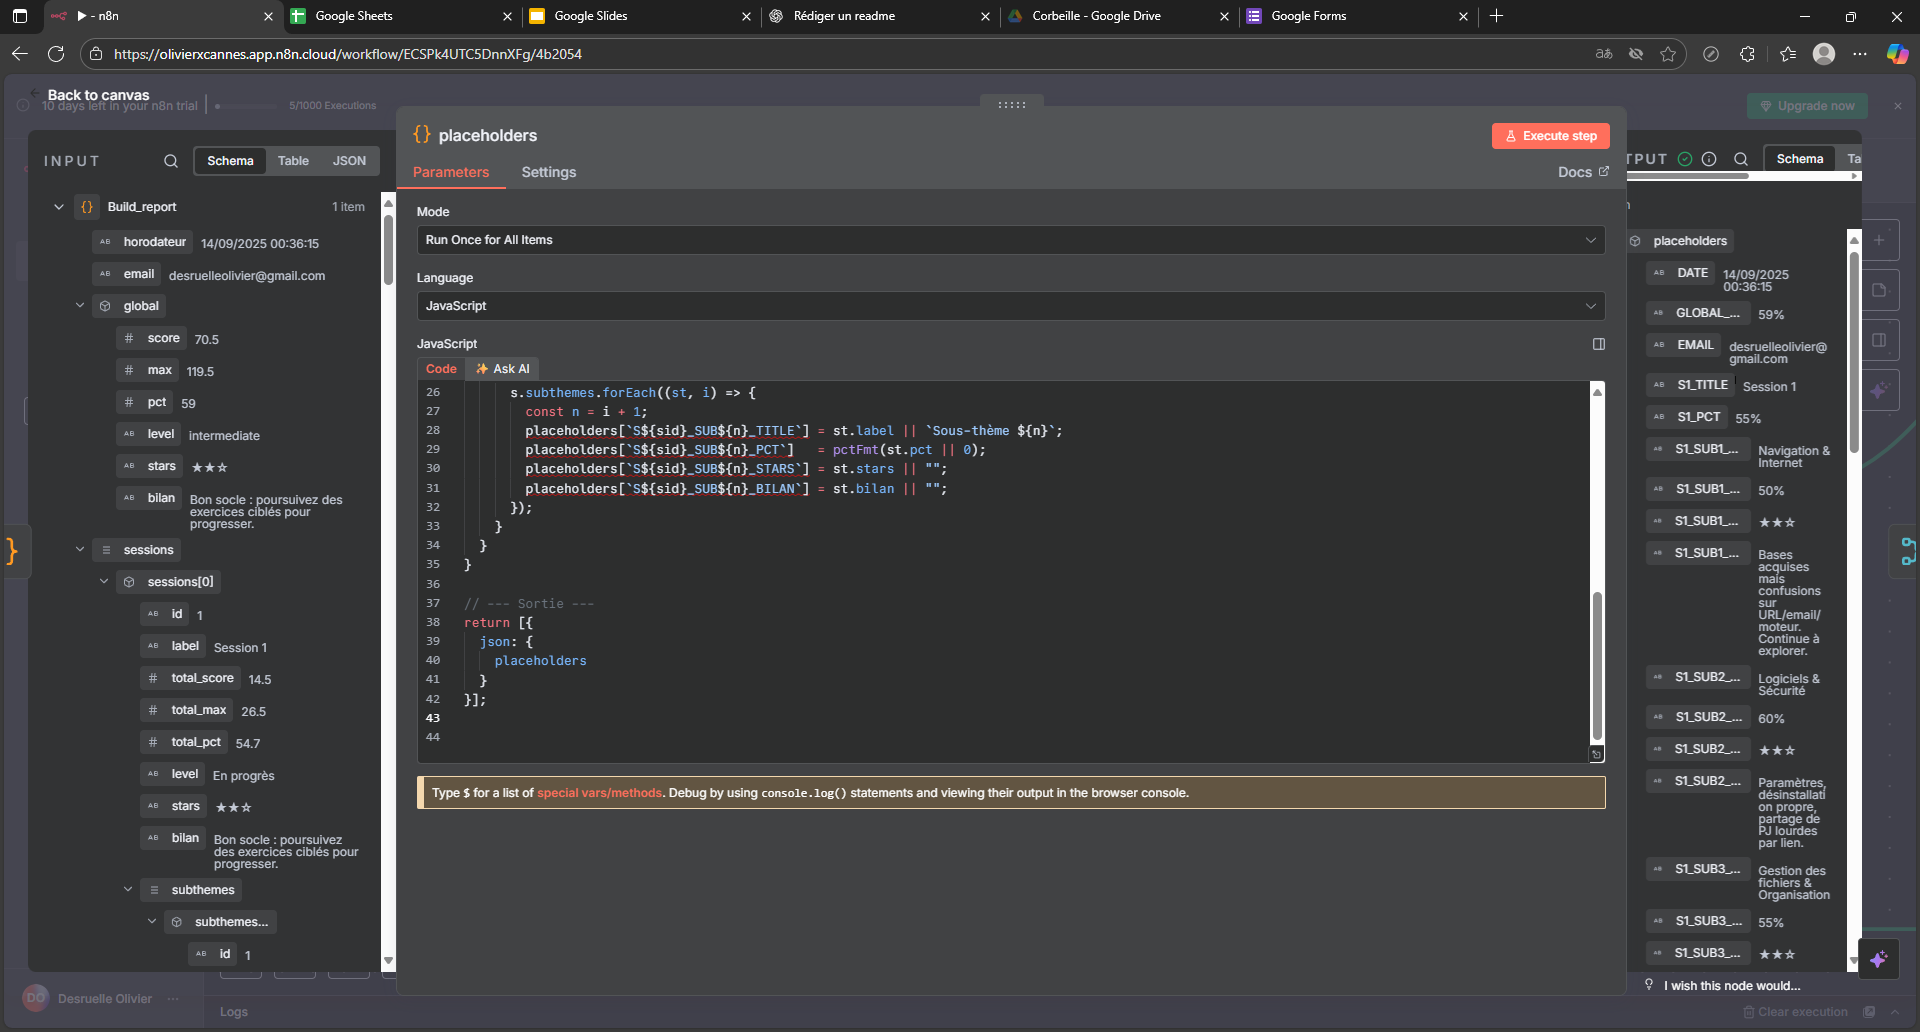 ▶ - n8n
Google Sheets
Google Slides
Rédiger un readme
Corbeille - Google Drive
Google Forms
https://olivierxcannes.app.n8n.cloud/workflow/ECSPk4UTC5DnnXFg/4b2054
Back to canvas
10 days left in your n8n trial
5/1000 Executions
Upgrade now
INPUT
Schema
Table
JSON
Build_report
1 item
horodateur
14/09/2025 00:36:15
email
desruelleolivier@gmail.com
global
score
70.5
max
119.5
pct
59
level
intermediate
stars
★★☆
bilan
Bon socle : poursuivez des
exercices ciblés pour
progresser.
sessions
sessions[0]
id
1
label
Session 1
total_score
14.5
total_max
26.5
total_pct
54.7
level
En progrès
stars
★★☆
bilan
Bon socle : poursuivez
des exercices ciblés pour
progresser.
subthemes
subthemes...
id
1
placeholders
Execute step
Parameters
Settings
Docs
Mode
Run Once for All Items
Language
JavaScript
JavaScript
Code
Ask AI
26 s.subthemes.forEach((st, i) => {
27 const n = i + 1;
28 placeholders[`S${sid}_SUB${n}_TITLE`] = st.label || `Sous-thème ${n}`;
29 placeholders[`S${sid}_SUB${n}_PCT`] = pctFmt(st.pct || 0);
30 placeholders[`S${sid}_SUB${n}_STARS`] = st.stars || "";
31 placeholders[`S${sid}_SUB${n}_BILAN`] = st.bilan || "";
32 });
33 }
34 }
35 }
36
37 // --- Sortie ---
38 return [{
39 json: {
40 placeholders
41 }
42 }];
43
44
Type $ for a list of special vars/methods. Debug by using console.log() statements and viewing their output in the browser console.
TPUT
Schema
Ta
placeholders
DATE
14/09/2025
00:36:15
GLOBAL_...
59%
EMAIL
desruelleolivier@
gmail.com
S1_TITLE
Session 1
S1_PCT
55%
S1_SUB1_...
Navigation &
Internet
S1_SUB1_...
50%
S1_SUB1_...
★★☆
S1_SUB1_...
Bases
acquises
mais
confusions
sur
URL/email/
moteur.
Continue à
explorer.
S1_SUB2_...
Logiciels &
Sécurité
S1_SUB2_...
60%
S1_SUB2_...
★★☆
S1_SUB2_...
Paramètres,
désinstallati
on propre,
partage de
PJ lourdes
par lien.
S1_SUB3_...
Gestion des
fichiers &
Organisation
S1_SUB3_...
55%
S1_SUB3_...
★★☆
I wish this node would...
DO
Desruelle Olivier
Logs
Clear execution